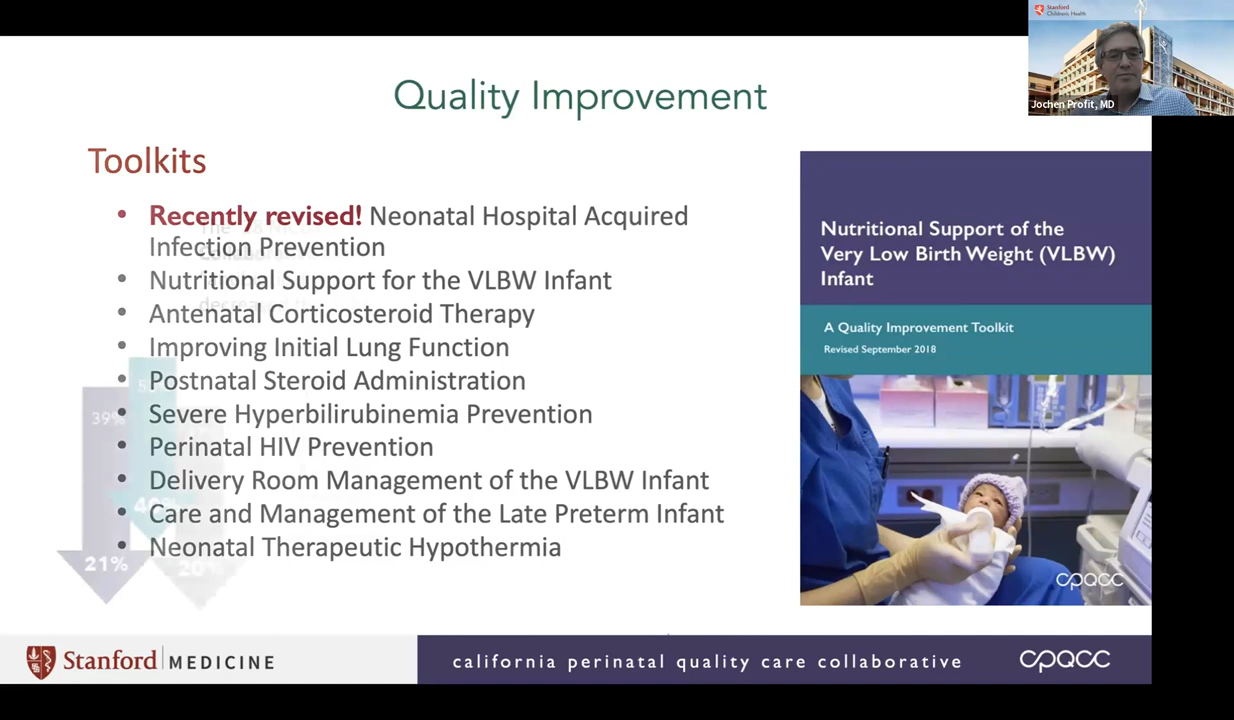 Stanford
Children's Health
Jochen Profit, MD
Quality Improvement
Toolkits
• Recently revised! Neonatal Hospital Acquired
Infection Prevention
• Nutritional Support for the VLBW Infant
• Antenatal Corticosteroid Therapy
• Improving Initial Lung Function
• Postnatal Steroid Administration
• Severe Hyperbilirubinemia Prevention
• Perinatal HIV Prevention
• Delivery Room Management of the VLBW Infant
• Care and Management of the Late Preterm Infant
• Neonatal Therapeutic Hypothermia
39%
21%
20%
Nutritional Support of the
Very Low Birth Weight (VLBW)
Infant
A Quality Improvement Toolkit
Revised September 2018
cpqcc
Stanford MEDICINE
california perinatal quality care collaborative
cpqcc